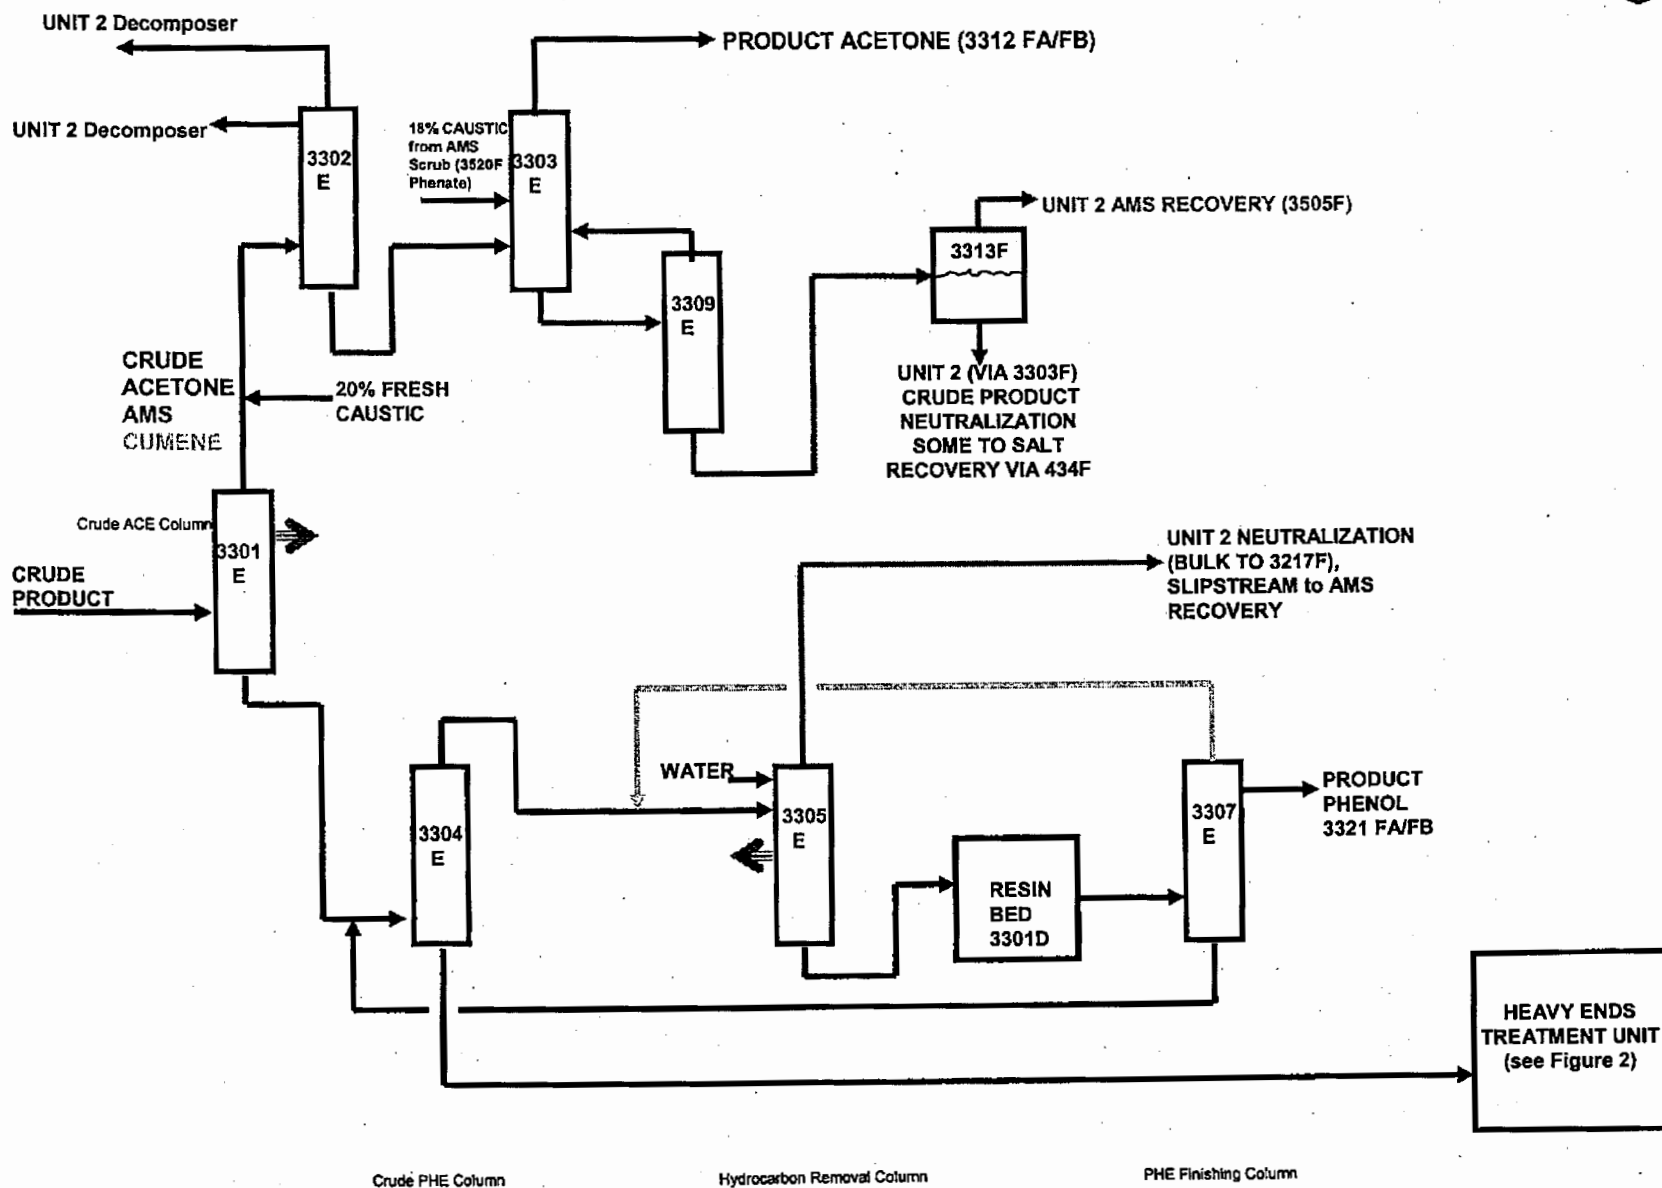 UNIT 2 Decomposer
PRODUCT ACETONE (3312 FA/FB)
UNIT 2 Decomposer
3302
E
18% CAUSTIC
from AMS
Scrub (3520F
Phenate)
3303
E
UNIT 2 AMS RECOVERY (3505F)
3313F
3309
E
CRUDE
ACETONE
AMS
CUMENE
20% FRESH
CAUSTIC
UNIT 2 (VIA 3303F)
CRUDE PRODUCT
NEUTRALIZATION
SOME TO SALT
RECOVERY VIA 434F
Crude ACE Column
3301
E
CRUDE
PRODUCT
UNIT 2 NEUTRALIZATION
(BULK TO 3217F),
SLIPSTREAM to AMS
RECOVERY
WATER
3304
E
3305
E
3307
E
PRODUCT
PHENOL
3321 FA/FB
RESIN
BED
3301D
HEAVY ENDS
TREATMENT UNIT
(see Figure 2)
Crude PHE Column
Hydrocarbon Removal Column
PHE Finishing Column